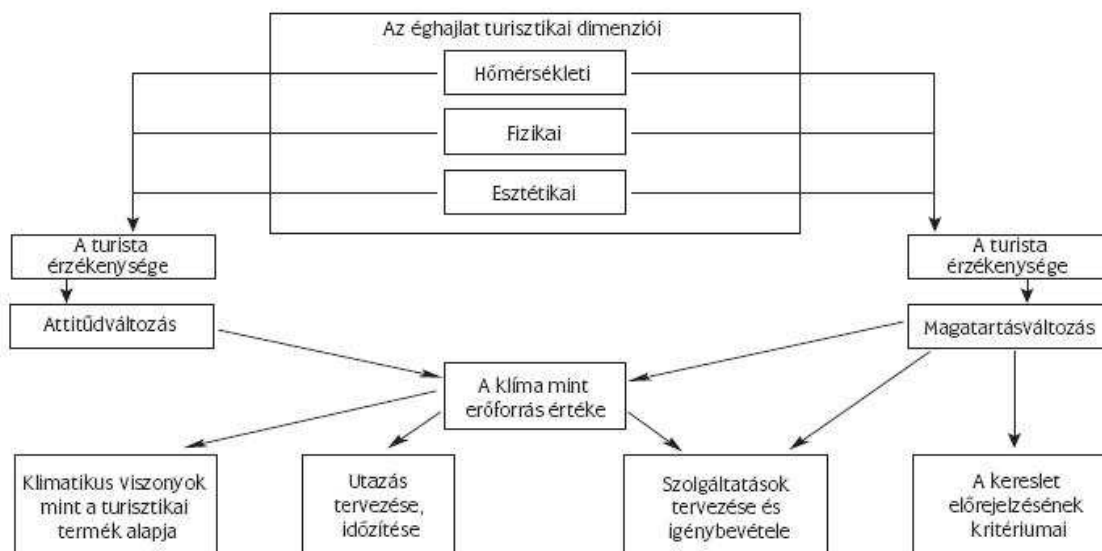 Az éghajlat turisztikai dimenziói
Hőmérsékleti
Fizikai
Esztétikai
A turista
érzékenysége
A turista
érzékenysége
Attitűdváltozás
Magatartásváltozás
A klíma mint
erőforrás értéke
Klimatikus viszonyok
mint a turisztikai
termék alapja
Utazás
tervezése,
időzítése
Szolgáltatások
tervezése és
igénybevétele
A kereslet
előrejelzésének
kritériumai